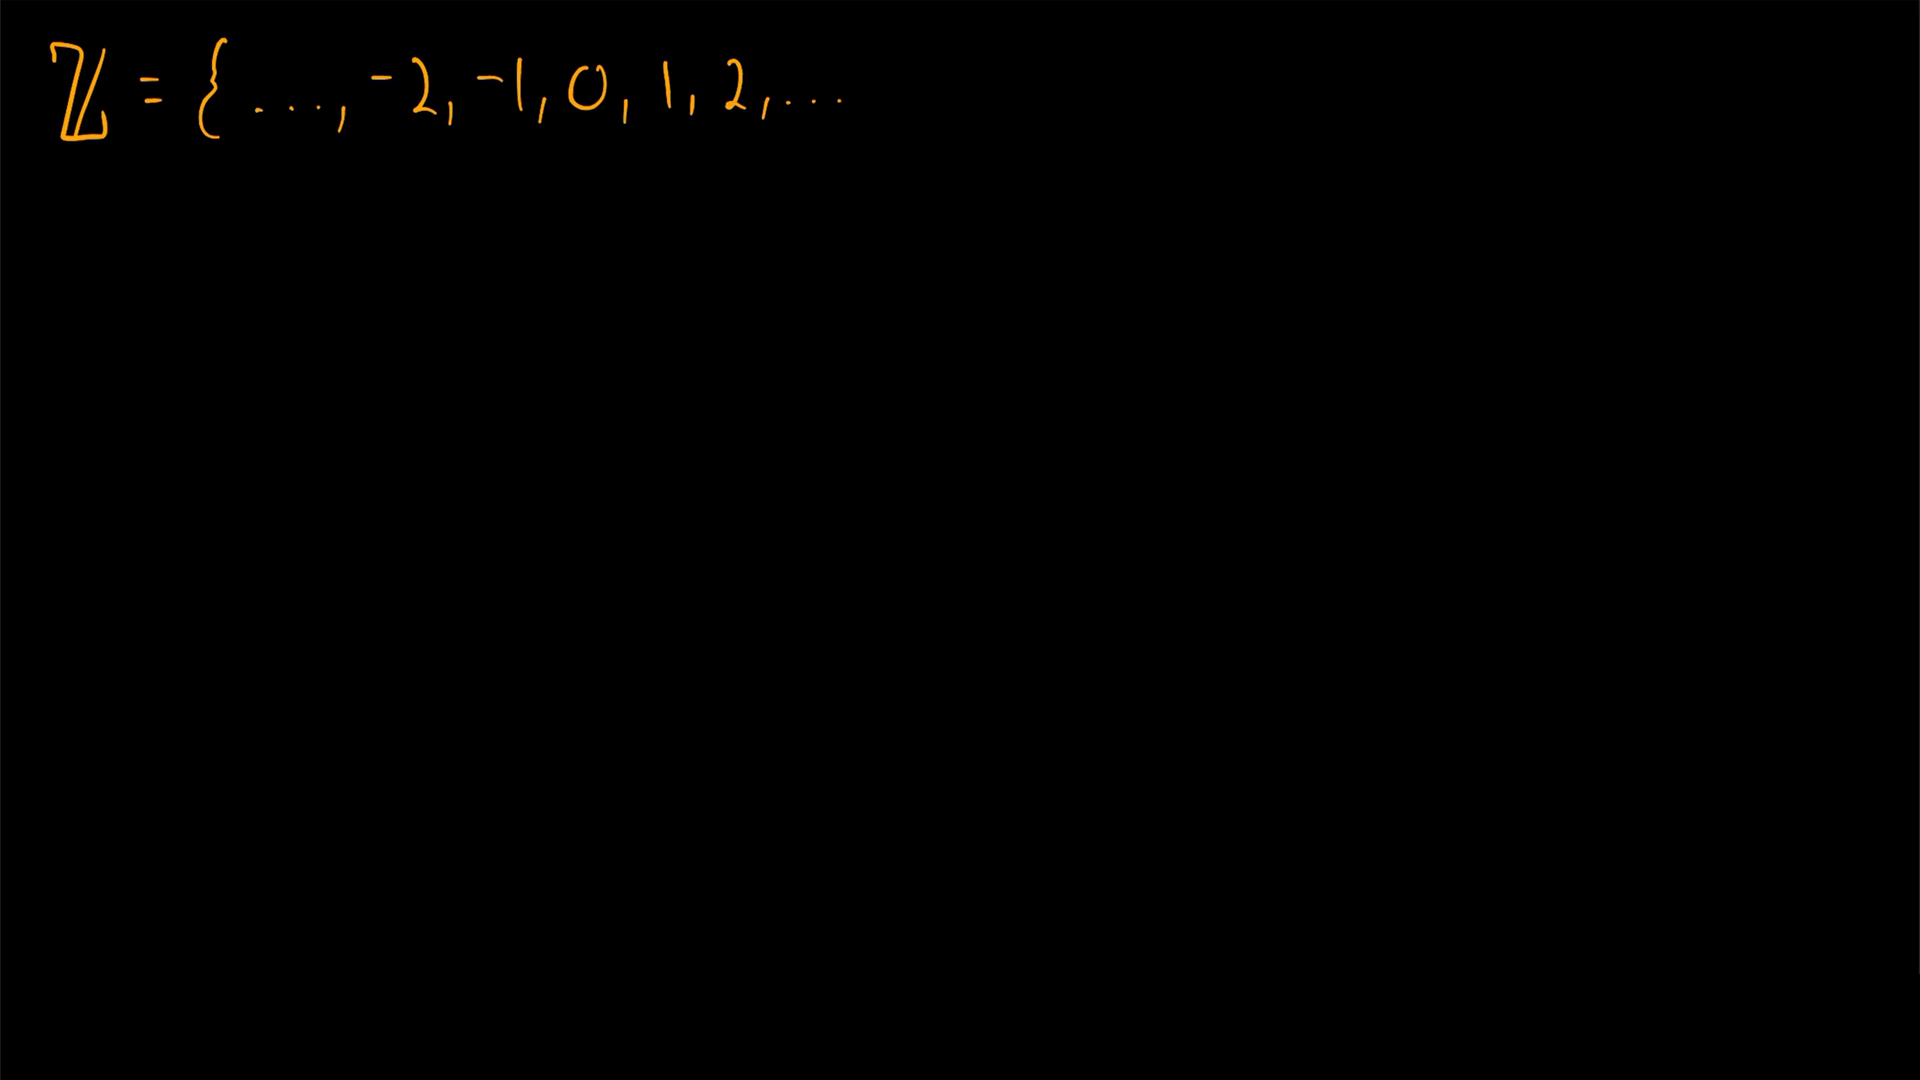 ℤ = {..., -2, -1, 0, 1, 2, ...